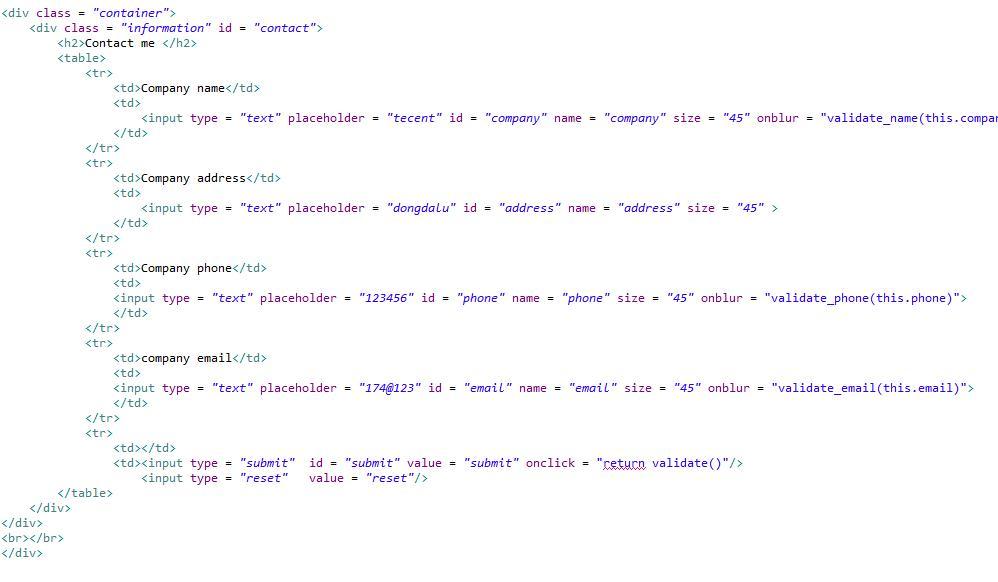 <div class = "container">
<div class = "information" id = "contact">
<h2>Contact me </h2>
<table>
<tr>
<td>Company name</td>
<td>
<input type = "text" placeholder = "tecent" id = "company" name = "company" size = "45" onblur = "validate_name(this.compan
</td>
</tr>
<tr>
<td>Company address</td>
<td>
<input type = "text" placeholder = "dongdalu" id = "address" name = "address" size = "45" >
</td>
</tr>
<tr>
<td>Company phone</td>
<td>
<input type = "text" placeholder = "123456" id = "phone" name = "phone" size = "45" onblur = "validate_phone(this.phone)">
</td>
</tr>
<tr>
<td>company email</td>
<td>
<input type = "text" placeholder = "174@123" id = "email" name = "email" size = "45" onblur = "validate_email(this.email)">
</td>
</tr>
<tr>
<td></td>
<td><input type = "submit"  id = "submit" value = "submit" onclick = "return validate()"/>
<input type = "reset"   value = "reset"/>
</table>
</div>
</div>
<br></br>
</div>